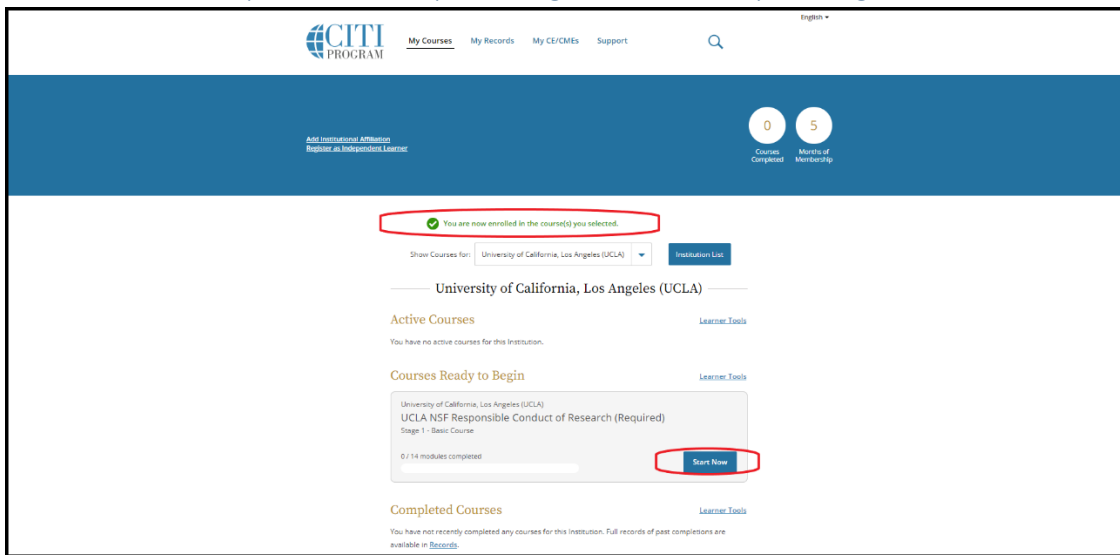 English
CITI
PROGRAM
My Courses My Records My CE/CMEs Support
0 5
Add Institutional Affiliation
Register as Independent Learner
Courses Completed
Months of Membership
You are now enrolled in the course(s) you selected.
Show Courses for: University of California, Los Angeles (UCLA) Institution List
University of California, Los Angeles (UCLA)
Active Courses Learner Tools
You have no active courses for this Institution.
Courses Ready to Begin Learner Tools
University of California, Los Angeles (UCLA)
UCLA NSF Responsible Conduct of Research (Required)
Stage 1 - Basic Course
0 / 14 modules completed
Start Now
Completed Courses Learner Tools
You have not recently completed any courses for this Institution. Full records of past completions are
available in Records.